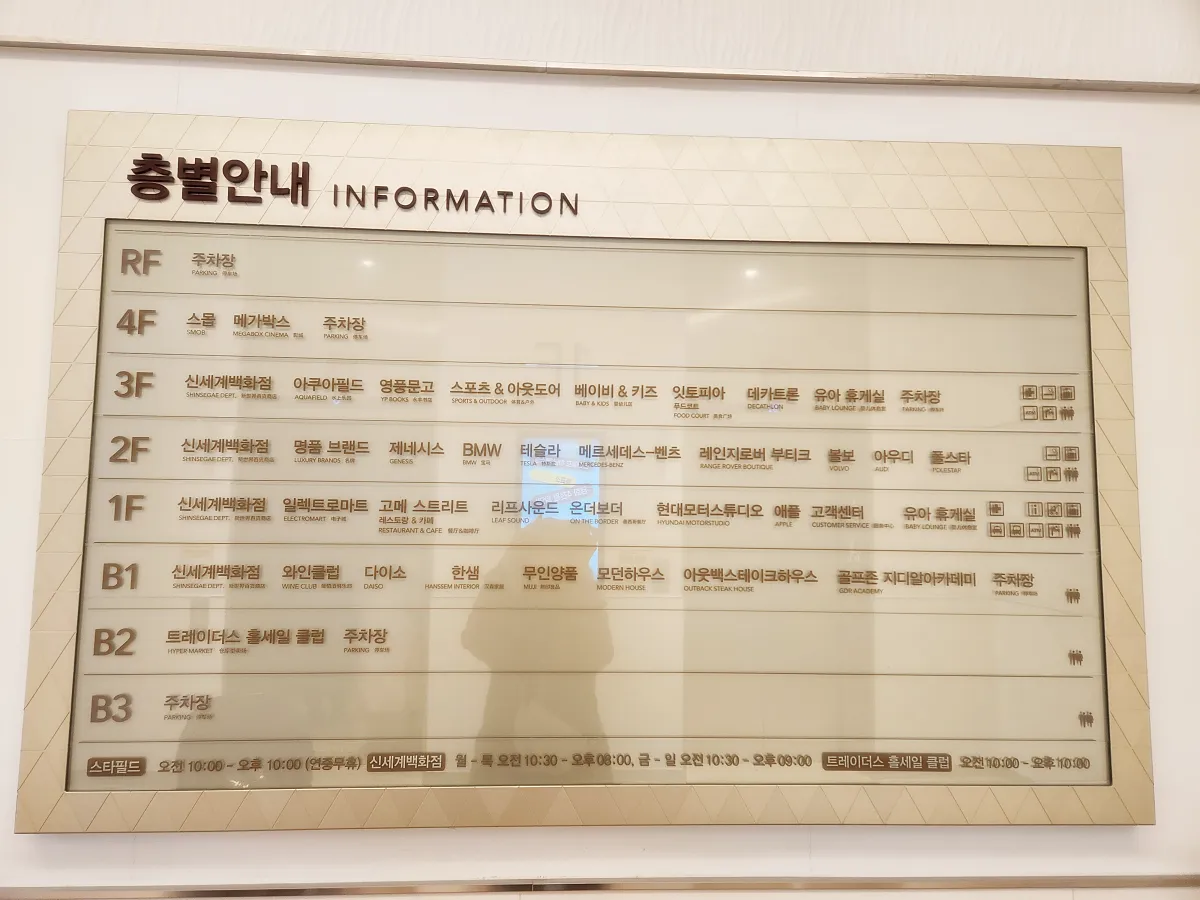 층별안내 INFORMATION
RF 주차장
PARKING
4F 스몹 메가박스 주차장
SMOB MEGABOX CINEMA PARKING
3F 신세계백화점 아쿠아필드 영풍문고 스포츠 & 아웃도어 베이비 & 키즈 잇토피아 데카트론 유아 휴게실 주차장
SHINSEGAE DEPT. AQUAFIELD YP BOOKS SPORTS & OUTDOOR BABY & KIDS 푸드코트 DECATHLON BABY LOUNGE PARKING
FOOD COURT
2F 신세계백화점 명품 브랜드 제네시스 BMW 테슬라 메르세데스-벤츠 레인지로버 부티크 볼보 아우디 폴스타
SHINSEGAE DEPT. LUXURY BRANDS GENESIS BMW TESLA MERCEDES-BENZ RANGE ROVER BOUTIQUE VOLVO AUDI POLESTAR
1F 신세계백화점 일렉트로마트 고메 스트리트 리프사운드 온더보더 현대모터스튜디오 애플 고객센터 유아 휴게실
SHINSEGAE DEPT. ELECTROMART 레스토랑 & 카페 LEAF SOUND ON THE BORDER HYUNDAI MOTORSTUDIO APPLE CUSTOMER SERVICE BABY LOUNGE
RESTAURANT & CAFE
B1 신세계백화점 와인클럽 다이소 한샘 무인양품 모던하우스 아웃백스테이크하우스 골프존 지디알아카데미 주차장
SHINSEGAE DEPT. WINE CLUB DAISO HANSSEM INTERIOR MUJI MODERN HOUSE OUTBACK STEAK HOUSE GDR ACADEMY PARKING
B2 트레이더스 홀세일 클럽 주차장
HYPER MARKET PARKING
B3 주차장
PARKING
스타필드 오전 10:00 - 오후 10:00 (연중무휴) 신세계백화점 월 - 목 오전 10:30 - 오후 08:00, 금 - 일 오전 10:30 - 오후 09:00 트레이더스 홀세일 클럽 오전 10:00 - 오후 10:00